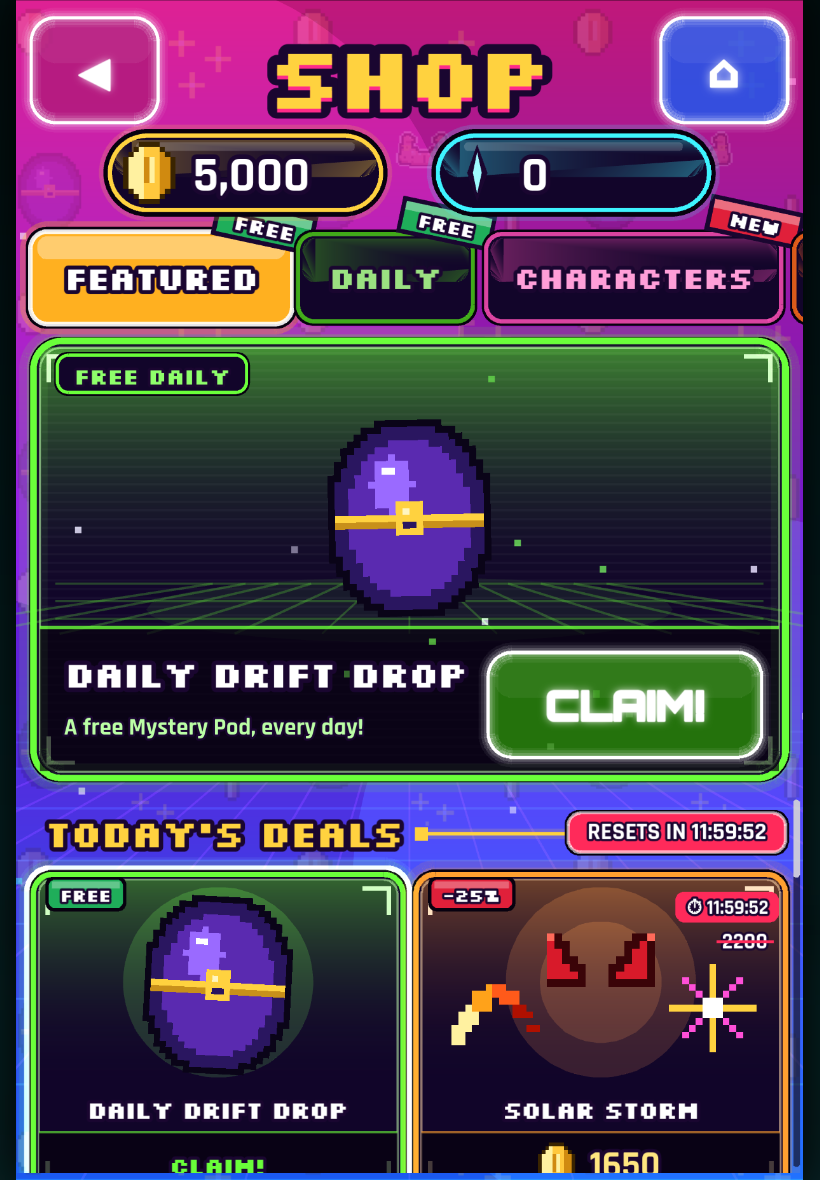 SHOP
5,000
0
FREE
FREE
NEW
FEATURED
DAILY
CHARACTERS
FREE DAILY
DAILY DRIFT DROP
A free Mystery Pod, every day!
CLAIM!
TODAY'S DEALS
RESETS IN 11:59:52
FREE
-25%
11:59:52
2200
DAILY DRIFT DROP
SOLAR STORM
CLAIM!
1650